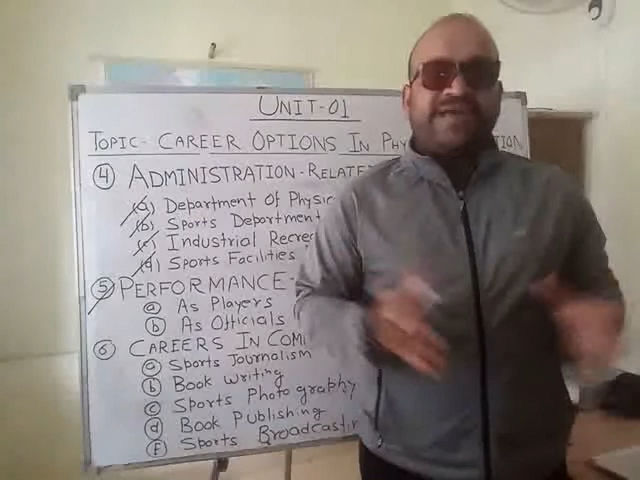 UNIT-01
TOPIC- CAREER OPTIONS IN
④ ADMINISTRATION-RELATED
(a) Department Of
(b) Sports Department
(c) Industrial
(d) Sports Facilities
⑤ PERFORMANCE-
ⓐ As Players
ⓑ As Officials
⑥ CAREERS IN
ⓐ Sports Journalism
ⓑ Book Writing
ⓒ Sports Photography
ⓓ Book Publishing
Ⓕ Sports